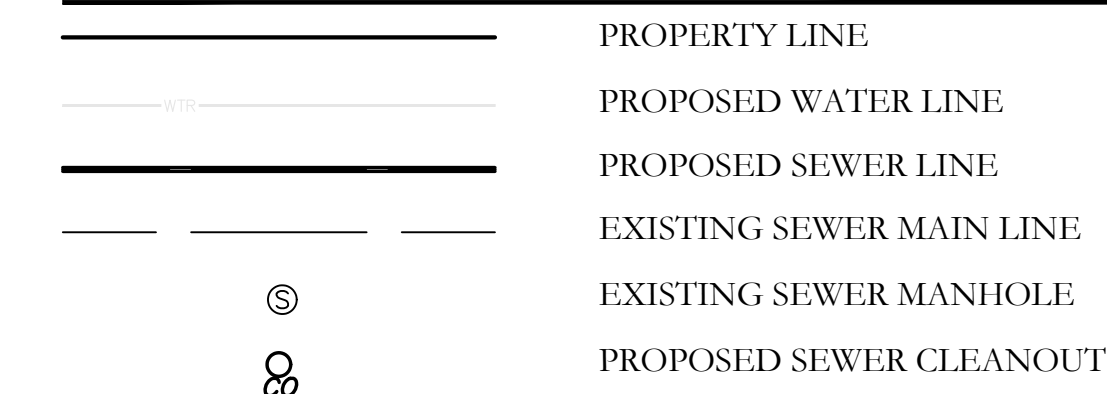 PROPERTY LINE
WTR PROPOSED WATER LINE
PROPOSED SEWER LINE
EXISTING SEWER MAIN LINE
S EXISTING SEWER MANHOLE
CO PROPOSED SEWER CLEANOUT